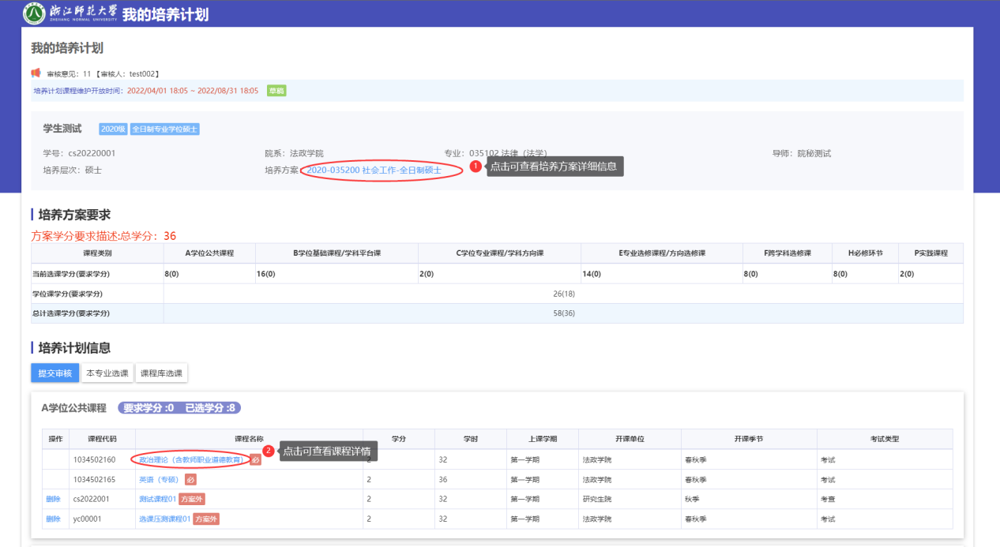 浙江师范大学 我的培养计划
ZHEJIANG NORMAL UNIVERSITY
我的培养计划
审核意见：11 【审核人：test002】
培养计划课程维护开放时间：2022/04/01 18:05 ~ 2022/08/31 18:05 草稿
学生测试 2020级 全日制专业学位硕士
学号：cs20220001 院系：法政学院 专业：035102 法律（法学） 导师：院秘测试
培养层次：硕士 培养方案：2020-035200 社会工作-全日制硕士 1 点击可查看培养方案详细信息
培养方案要求
方案学分要求描述:总学分：36
课程类别 A学位公共课程 B学位基础课程/学科平台课 C学位专业课程/学科方向课 E专业选修课程/方向选修课 F跨学科选修课 H必修环节 P实践课程
当前选课学分(要求学分) 8(0) 16(0) 2(0) 14(0) 8(0) 8(0) 2(0)
学位课学分(要求学分) 26(18)
总计选课学分(要求学分) 58(36)
培养计划信息
提交审核 本专业选课 课程库选课
A学位公共课程 要求学分 :0 已选学分 :8
操作 课程代码 课程名称 学分 学时 上课学期 开课单位 开课季节 考试类型
1034502160 政治理论（含教师职业道德教育） 必 2 点击可查看课程详情 2 32 第一学期 法政学院 春秋季 考试
1034502165 英语（专硕） 必 2 36 第一学期 法政学院 春秋季 考试
删除 cs2022001 测试课程01 方案外 2 32 第一学期 研究生院 秋季 考查
删除 yc00001 选课压测课程01 方案外 2 32 第一学期 法政学院 春秋季 考试